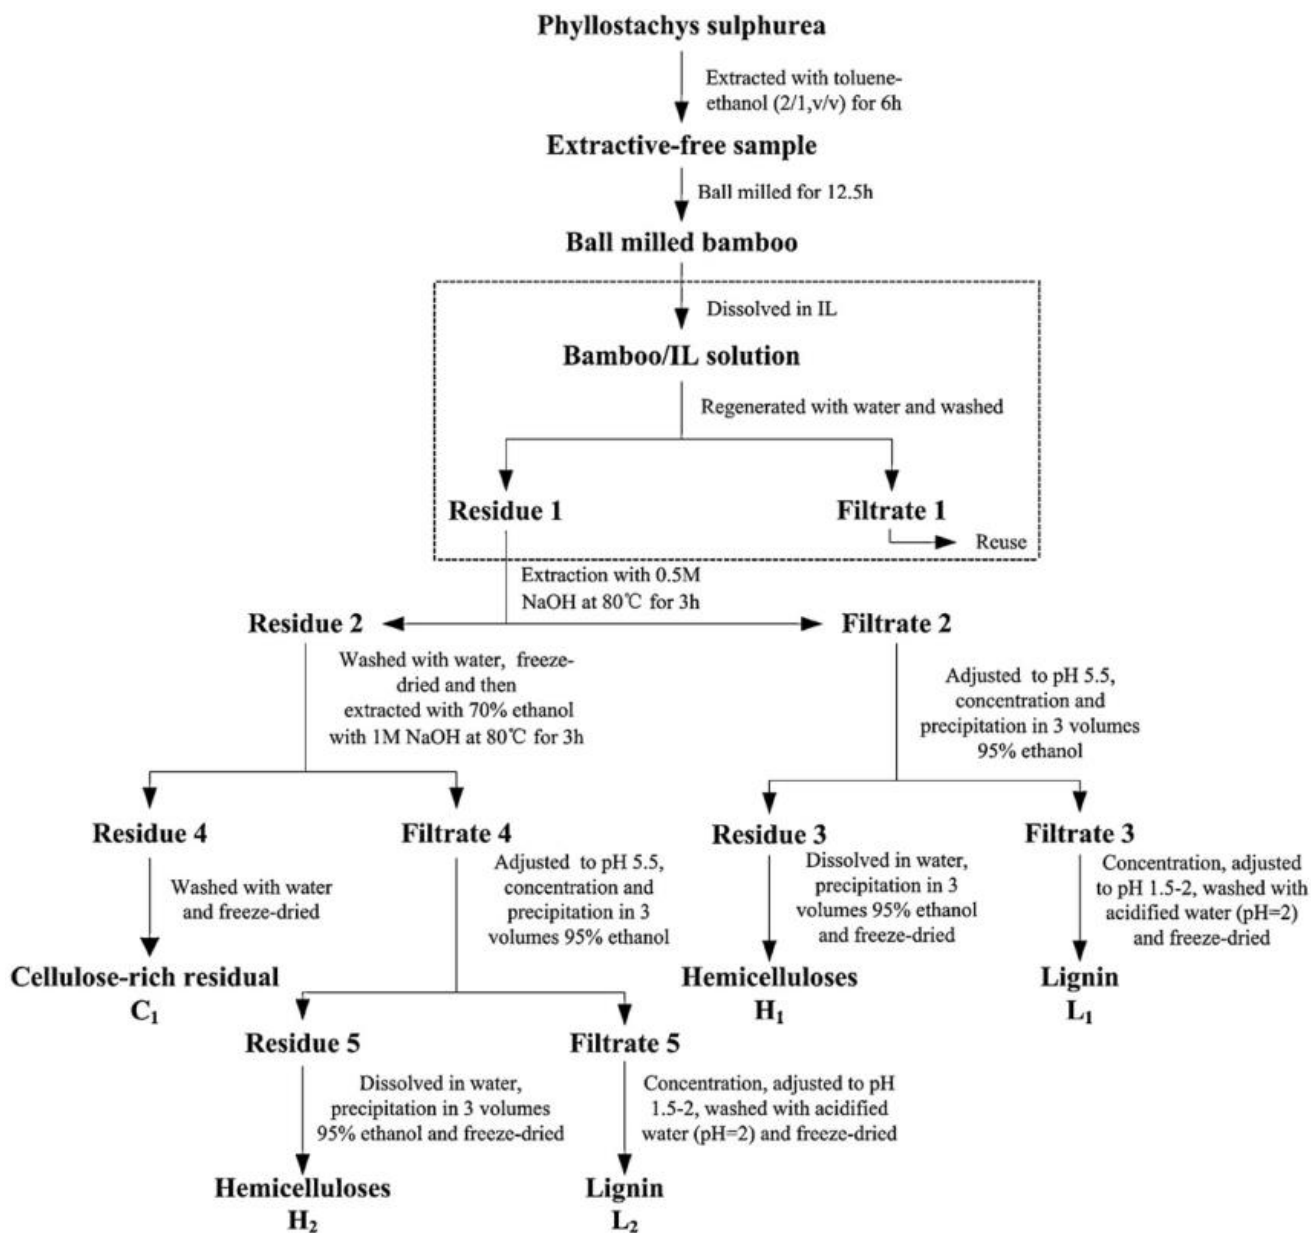 Phyllostachys sulphurea
Extracted with toluene-
ethanol (2/1,v/v) for 6h
Extractive-free sample
Ball milled for 12.5h
Ball milled bamboo
Dissolved in IL
Bamboo/IL solution
Regenerated with water and washed
Residue 1
Filtrate 1
Reuse
Extraction with 0.5M
NaOH at 80℃ for 3h
Residue 2
Filtrate 2
Washed with water, freeze-
dried and then
extracted with 70% ethanol
with 1M NaOH at 80℃ for 3h
Adjusted to pH 5.5,
concentration and
precipitation in 3 volumes
95% ethanol
Residue 4
Filtrate 4
Residue 3
Filtrate 3
Washed with water
and freeze-dried
Adjusted to pH 5.5,
concentration and
precipitation in 3
volumes 95% ethanol
Dissolved in water,
precipitation in 3
volumes 95% ethanol
and freeze-dried
Concentration, adjusted
to pH 1.5-2, washed with
acidified water (pH=2)
and freeze-dried
Cellulose-rich residual
C₁
Hemicelluloses
H₁
Lignin
L₁
Residue 5
Filtrate 5
Dissolved in water,
precipitation in 3 volumes
95% ethanol and freeze-dried
Concentration, adjusted to pH
1.5-2, washed with acidified
water (pH=2) and freeze-dried
Hemicelluloses
H₂
Lignin
L₂